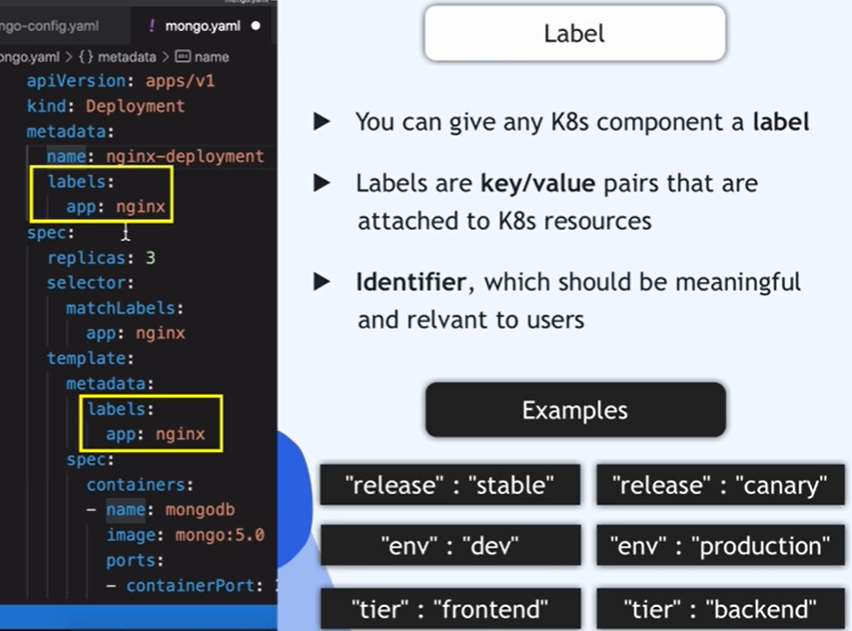 ngo-config.yaml
! mongo.yaml ●
ongo.yaml > {} metadata > abc name
apiVersion: apps/v1
kind: Deployment
metadata:
name: nginx-deployment
labels:
app: nginx
spec:
replicas: 3
selector:
matchLabels:
app: nginx
template:
metadata:
labels:
app: nginx
spec:
containers:
- name: mongodb
image: mongo:5.0
ports:
- containerPort:
Label
You can give any K8s component a label
Labels are key/value pairs that are
attached to K8s resources
Identifier, which should be meaningful
and relvant to users
Examples
"release" : "stable"
"release" : "canary"
"env" : "dev"
"env" : "production"
"tier" : "frontend"
"tier" : "backend"